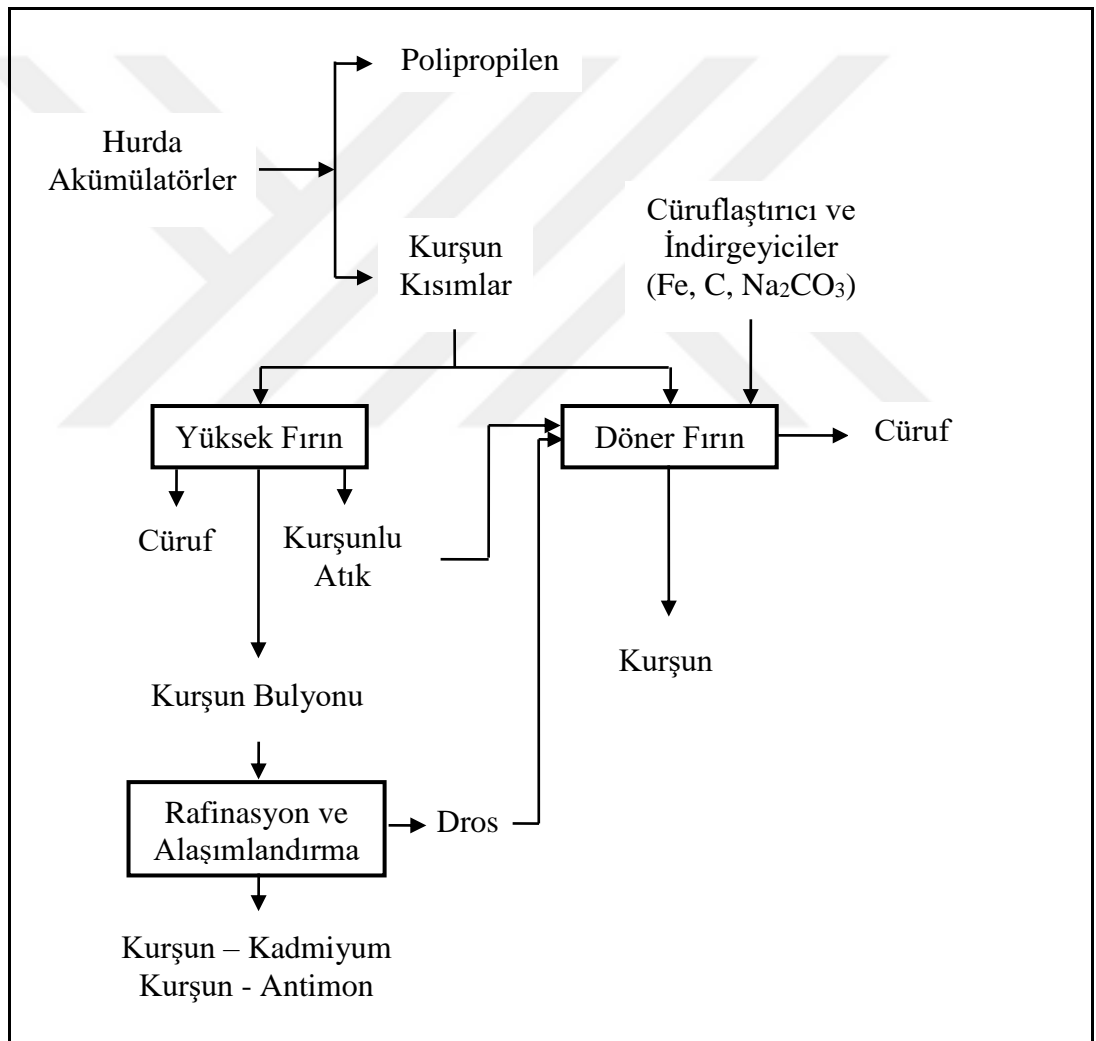 Polipropilen
Hurda
Akümülatörler
Kurşun
Kısımlar
Cüruflaştırıcı ve
İndirgeyiciler
(Fe, C, Na₂CO₃)
Yüksek Fırın
Döner Fırın
Cüruf
Cüruf
Kurşunlu
Atık
Kurşun
Kurşun Bulyonu
Rafinasyon ve
Alaşımlandırma
Dros
Kurşun – Kadmiyum
Kurşun - Antimon